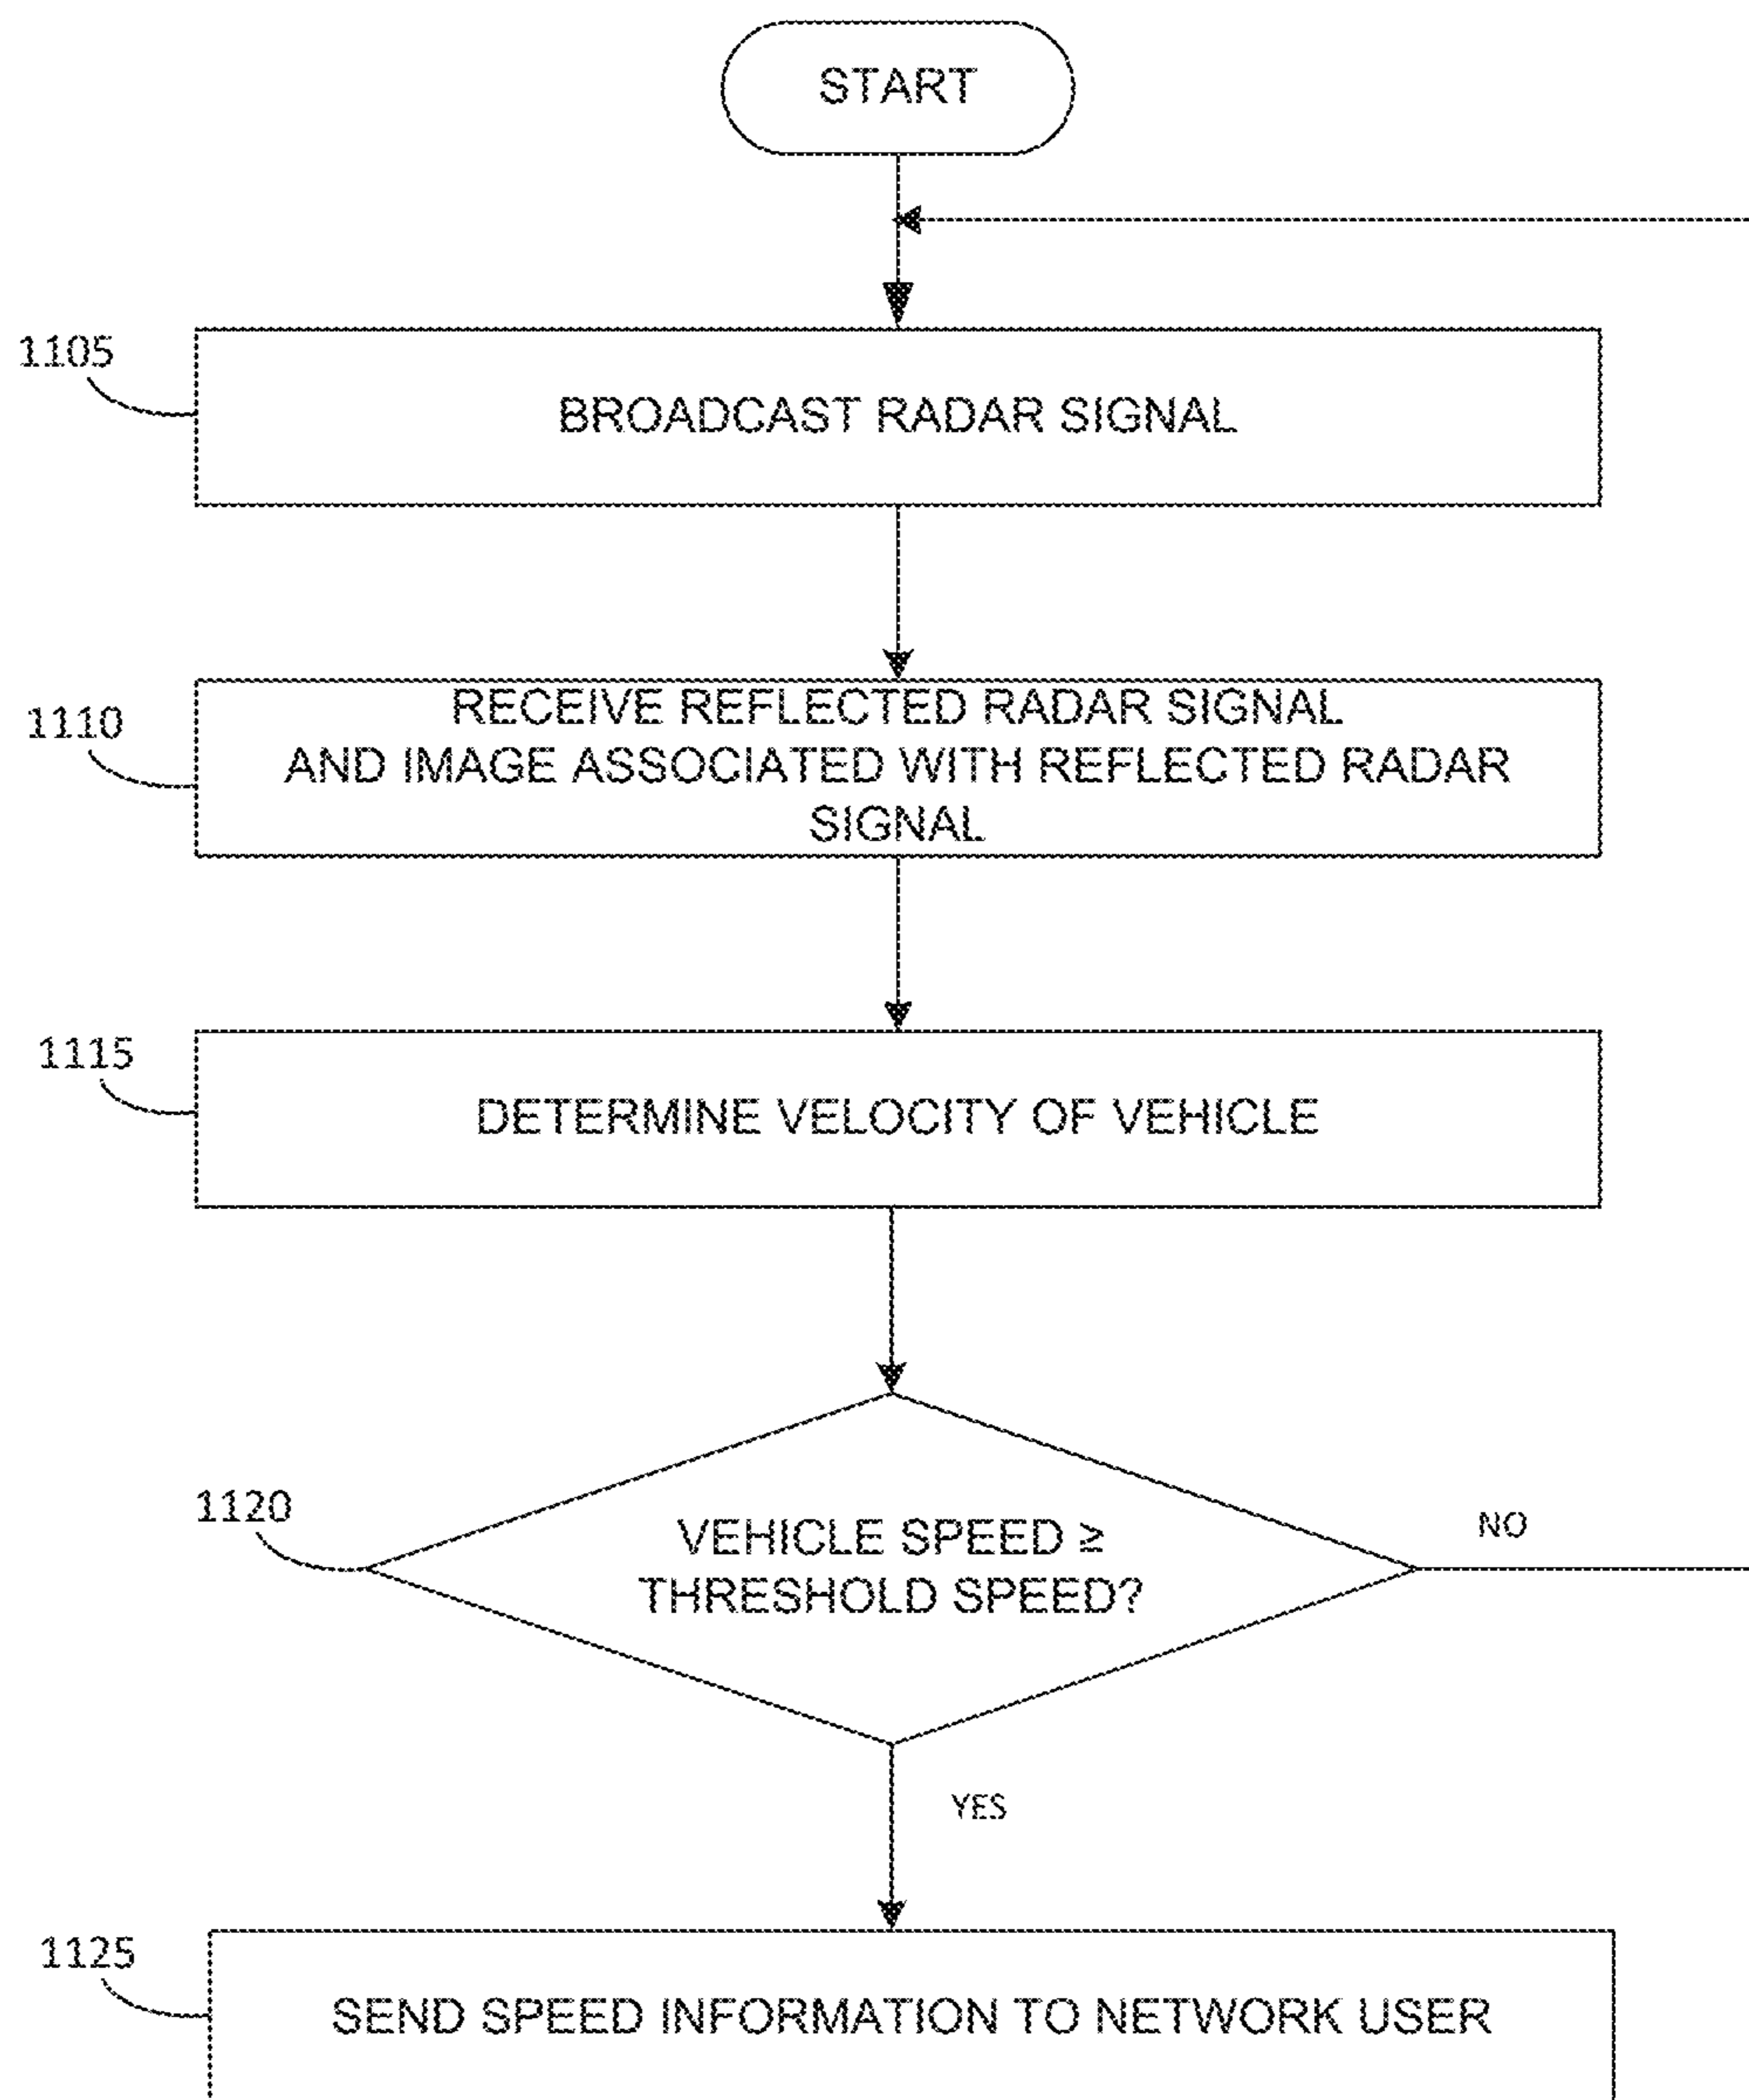 START
1105
BROADCAST RADAR SIGNAL
1110
RECEIVE REFLECTED RADAR SIGNAL
AND IMAGE ASSOCIATED WITH REFLECTED RADAR
SIGNAL
1115
DETERMINE VELOCITY OF VEHICLE
1120
VEHICLE SPEED ≥
THRESHOLD SPEED?
NO
YES
1125
SEND SPEED INFORMATION TO NETWORK USER